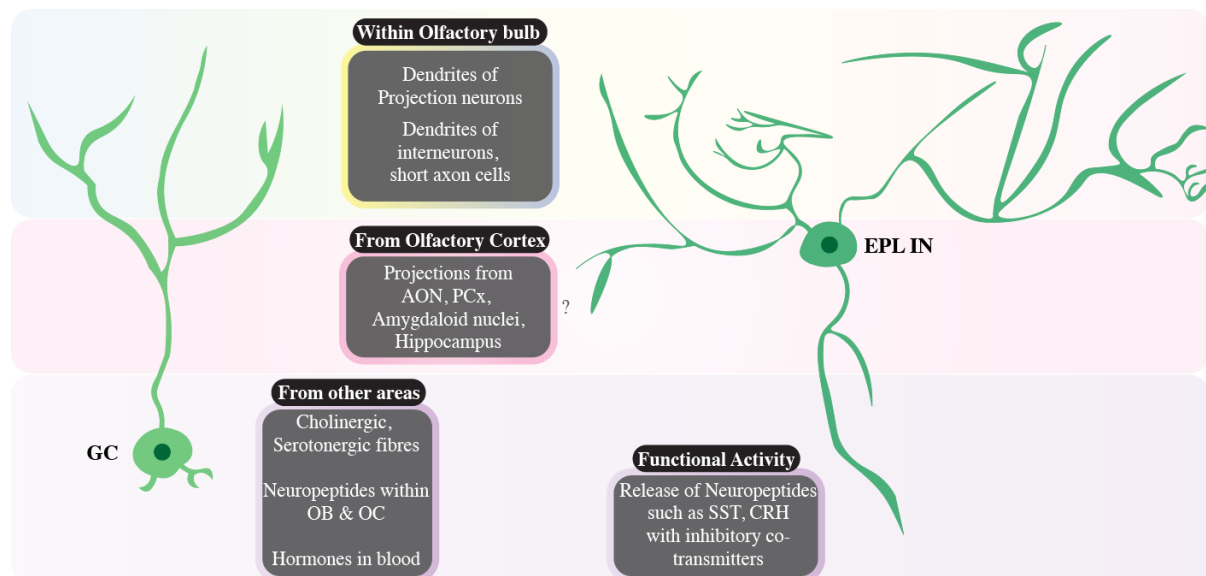 Within Olfactory bulb
Dendrites of
Projection neurons
Dendrites of
interneurons,
short axon cells
From Olfactory Cortex
Projections from
AON, PCx,
Amygdaloid nuclei,
Hippocampus
?
EPL IN
From other areas
Cholinergic,
Serotonergic fibres
Neuropeptides within
OB & OC
Hormones in blood
GC
Functional Activity
Release of Neuropeptides
such as SST, CRH
with inhibitory co-
transmitters